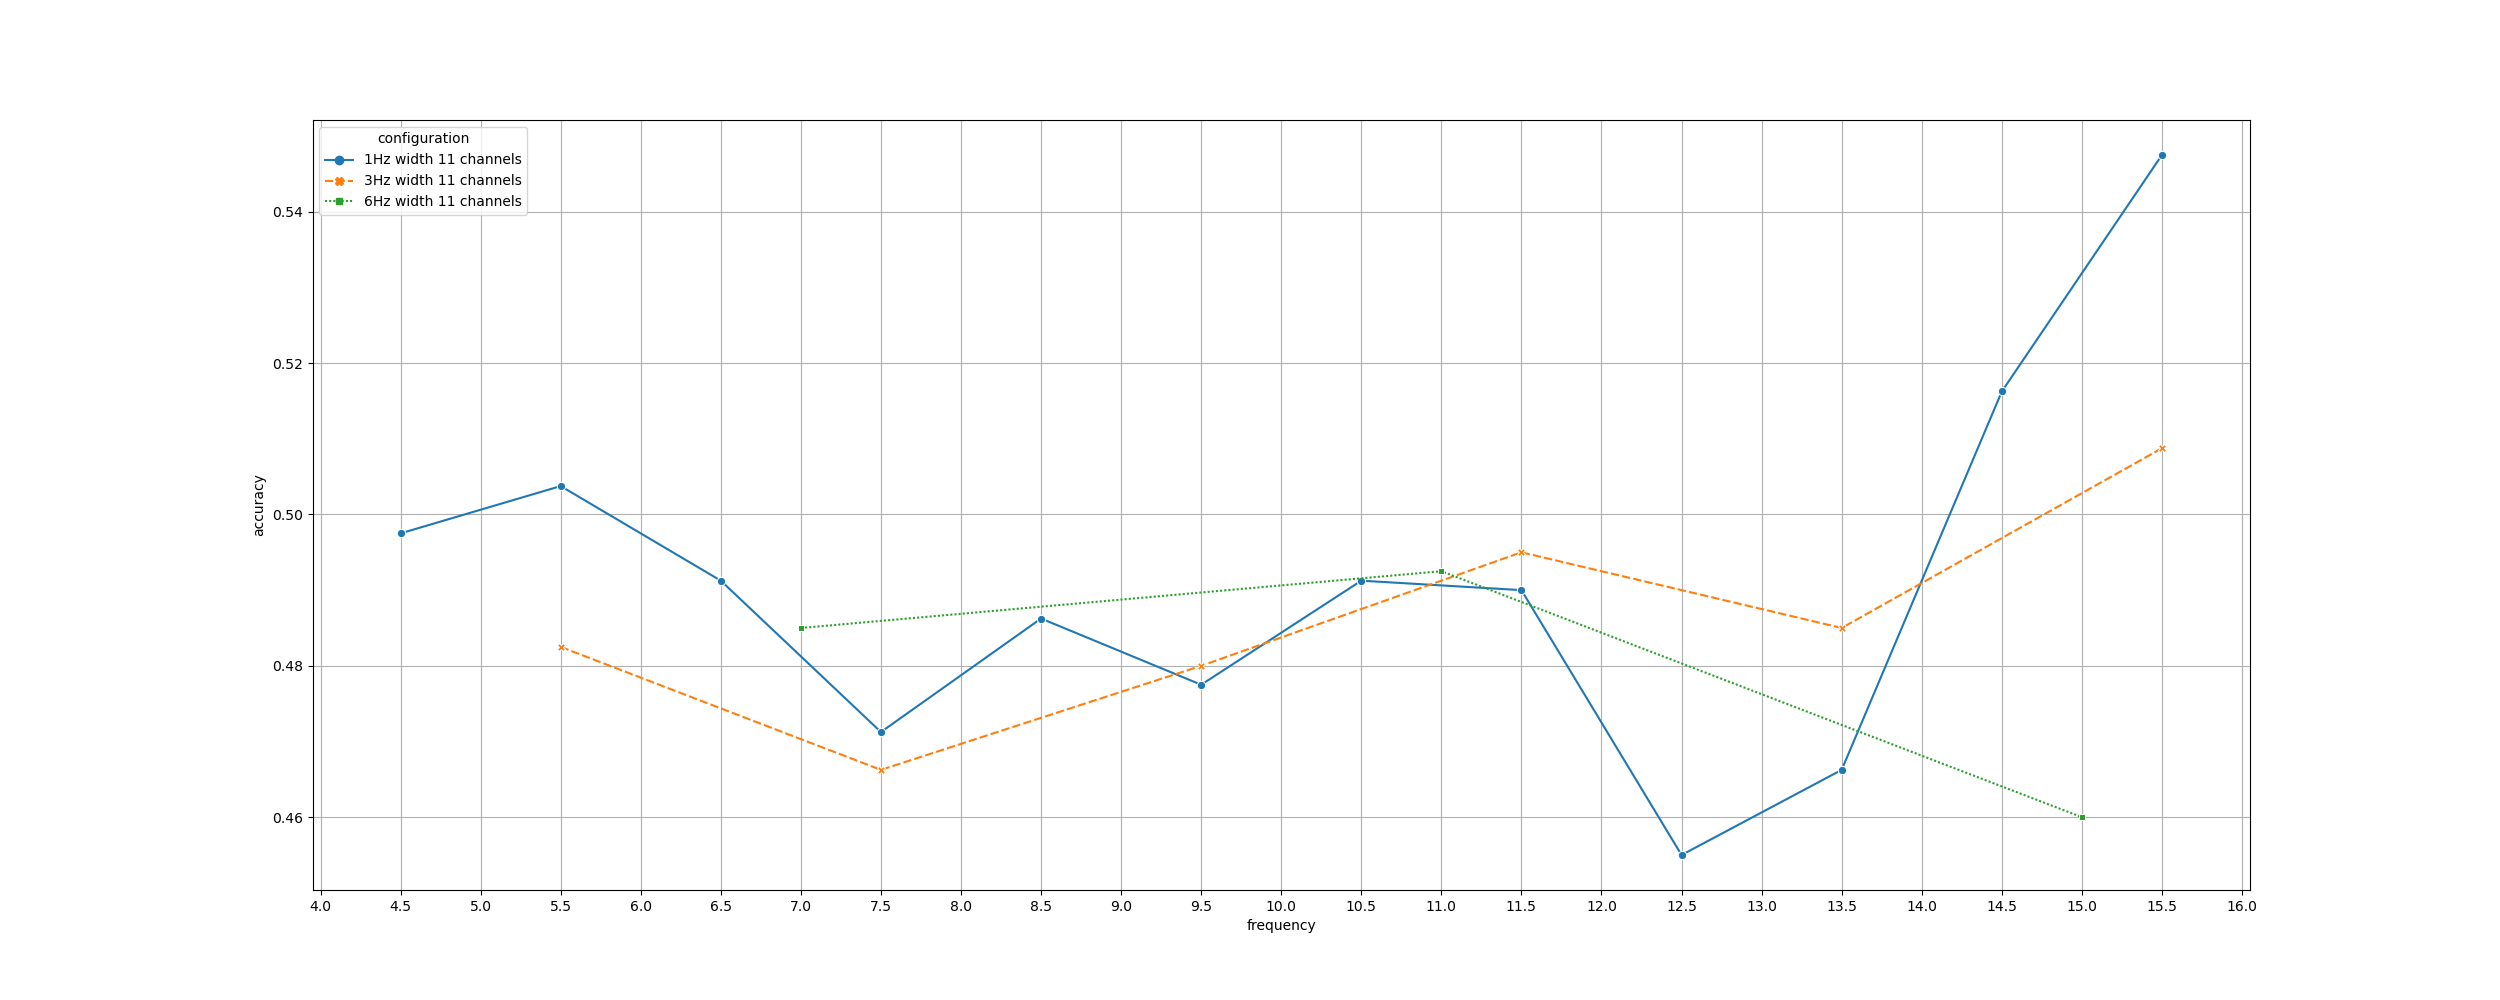 configuration
1Hz width 11 channels
3Hz width 11 channels
6Hz width 11 channels
0.54
0.52
0.50
0.48
0.46
accuracy
4.0 4.5 5.0 5.5 6.0 6.5 7.0 7.5 8.0 8.5 9.0 9.5 10.0 10.5 11.0 11.5 12.0 12.5 13.0 13.5 14.0 14.5 15.0 15.5 16.0
frequency